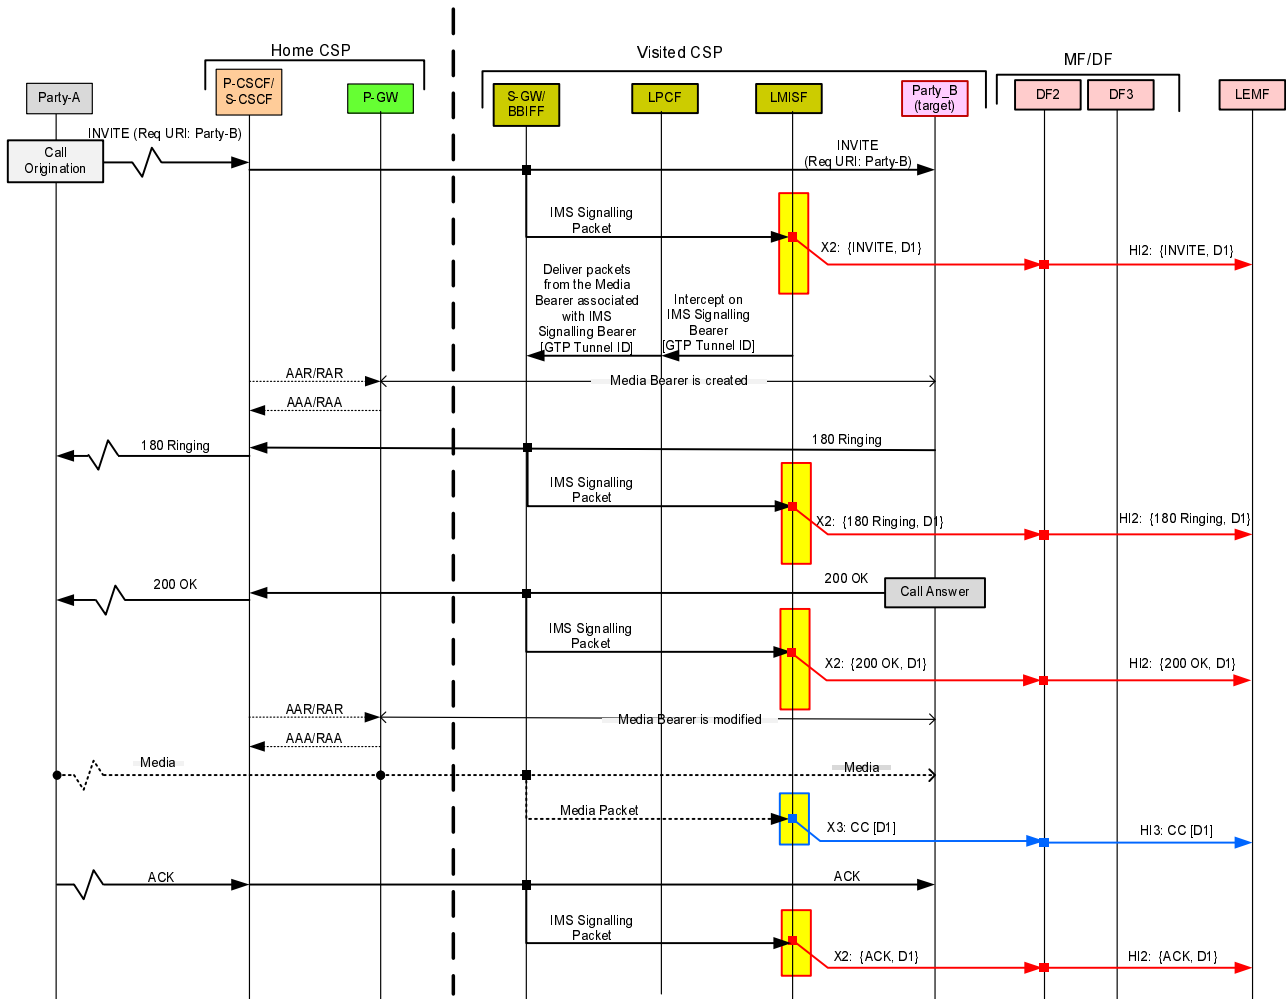 Home CSP
Visited CSP
MF/DF
Party-A
P-CSCF/
S-CSCF
P-GW
S-GW/
BBIFF
LPCF
LMISF
Party_B
(target)
DF2
DF3
LEMF
INVITE (Req URI: Party-B)
Call
Origination
INVITE
(Req URI: Party-B)
IMS Signalling
Packet
X2: {INVITE, D1}
HI2: {INVITE, D1}
Deliver packets
from the Media
Bearer associated
with IMS
Signalling Bearer
[GTP Tunnel ID]
Intercept on
IMS Signalling
Bearer
[GTP Tunnel ID]
AAR/RAR
Media Bearer is created
AAA/RAA
180 Ringing
180 Ringing
IMS Signalling
Packet
X2: {180 Ringing, D1}
HI2: {180 Ringing, D1}
200 OK
200 OK
Call Answer
IMS Signalling
Packet
X2: {200 OK, D1}
HI2: {200 OK, D1}
AAR/RAR
Media Bearer is modified
AAA/RAA
Media
Media
Media Packet
X3: CC [D1]
HI3: CC [D1]
ACK
ACK
IMS Signalling
Packet
X2: {ACK, D1}
HI2: {ACK, D1}